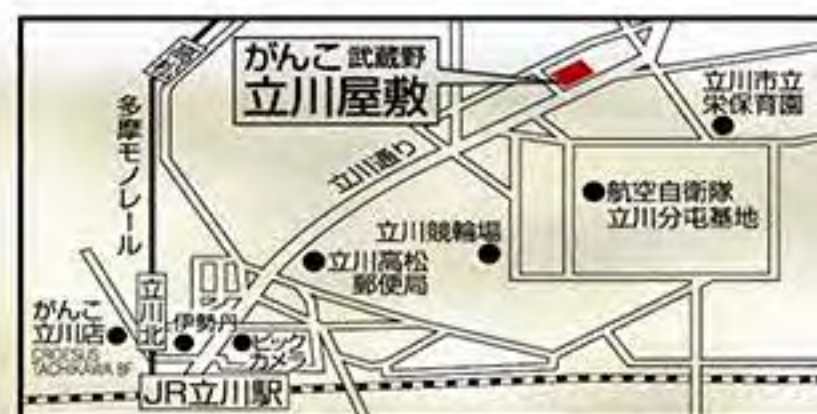 がんこ 武蔵野
立川屋敷
立川市立
栄保育園
多摩モノレール
立川通り
航空自衛隊
立川分屯基地
立川競輪場
立川高松
郵便局
がんこ
立川店
CROESUS
TACHIKAWA 8F
立川北
伊勢丹
ビック
カメラ
JR立川駅